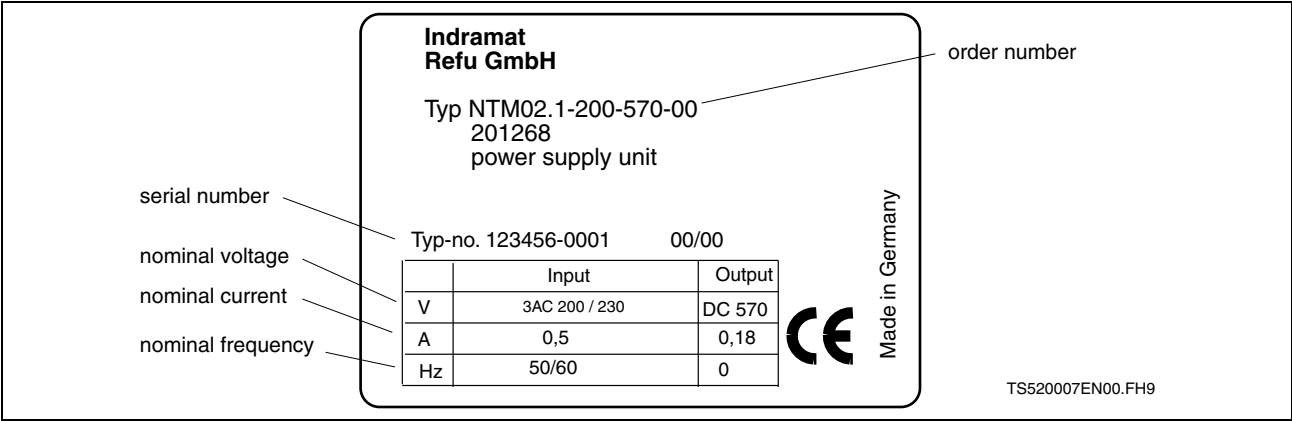 Indramat
Refu GmbH
order number
Typ NTM02.1-200-570-00
201268
power supply unit
serial number
Typ-no. 123456-0001 00/00
nominal voltage
Input Output
nominal current
V 3AC 200 / 230 DC 570
A 0,5 0,18
nominal frequency
Hz 50/60 0
CE
Made in Germany
TS520007EN00.FH9